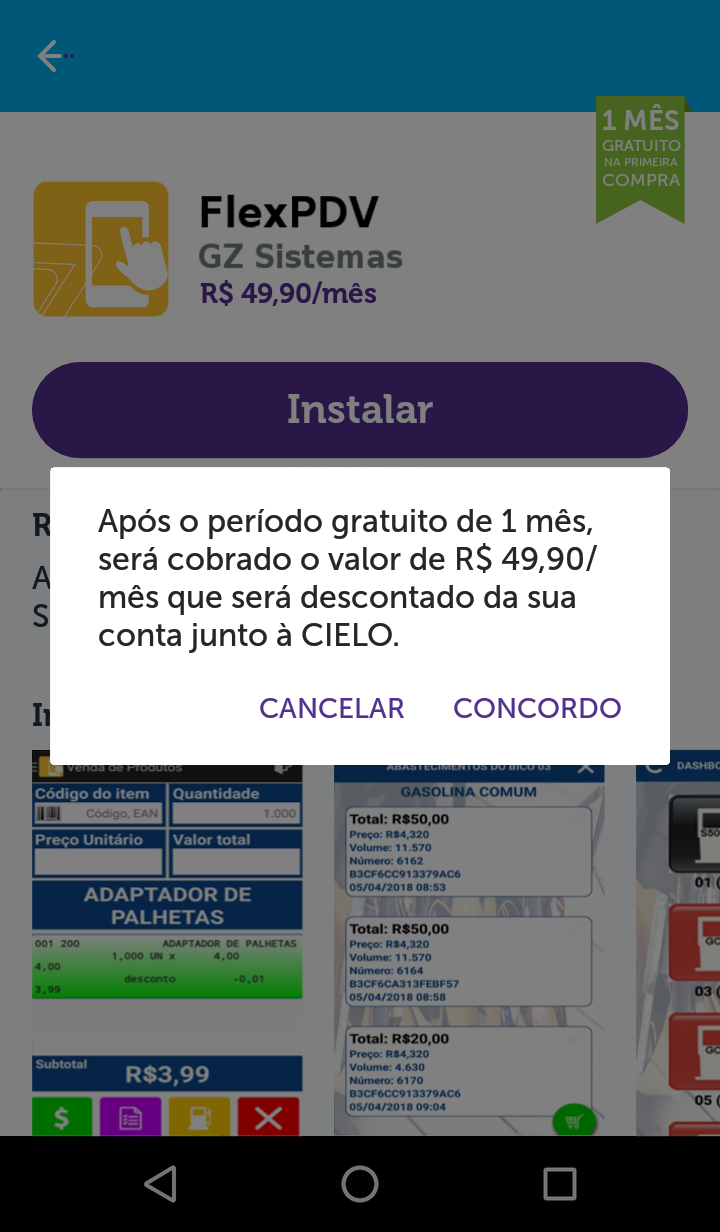 1 MÊS
GRATUITO
NA PRIMEIRA
COMPRA
FlexPDV
GZ Sistemas
R$ 49,90/mês
Instalar
Após o período gratuito de 1 mês,
será cobrado o valor de R$ 49,90/
mês que será descontado da sua
conta junto à CIELO.
CANCELAR CONCORDO
Venda de Produtos
Código do item Quantidade
Código, EAN 1.000
Preço Unitário Valor total
ADAPTADOR DE
PALHETAS
001 200 ADAPTADOR DE PALHETAS
1,000 UN x 4,00
4,00
desconto -0,01
3,99
Subtotal
R$3,99
ABASTECIMENTOS DO BICO 03
GASOLINA COMUM
Total: R$50,00
Preço: R$4,320
Volume: 11.570
Número: 6162
B3CF6CC913379AC6
05/04/2018 08:53
Total: R$50,00
Preço: R$4,320
Volume: 11.570
Número: 6164
B3CF6CA313FEBF57
05/04/2018 08:58
Total: R$20,00
Preço: R$4,320
Volume: 4.630
Número: 6170
B3CF6CC913379AC6
05/04/2018 09:04
DASHBO
S50
01 (
GC
03 (
GC
05 (